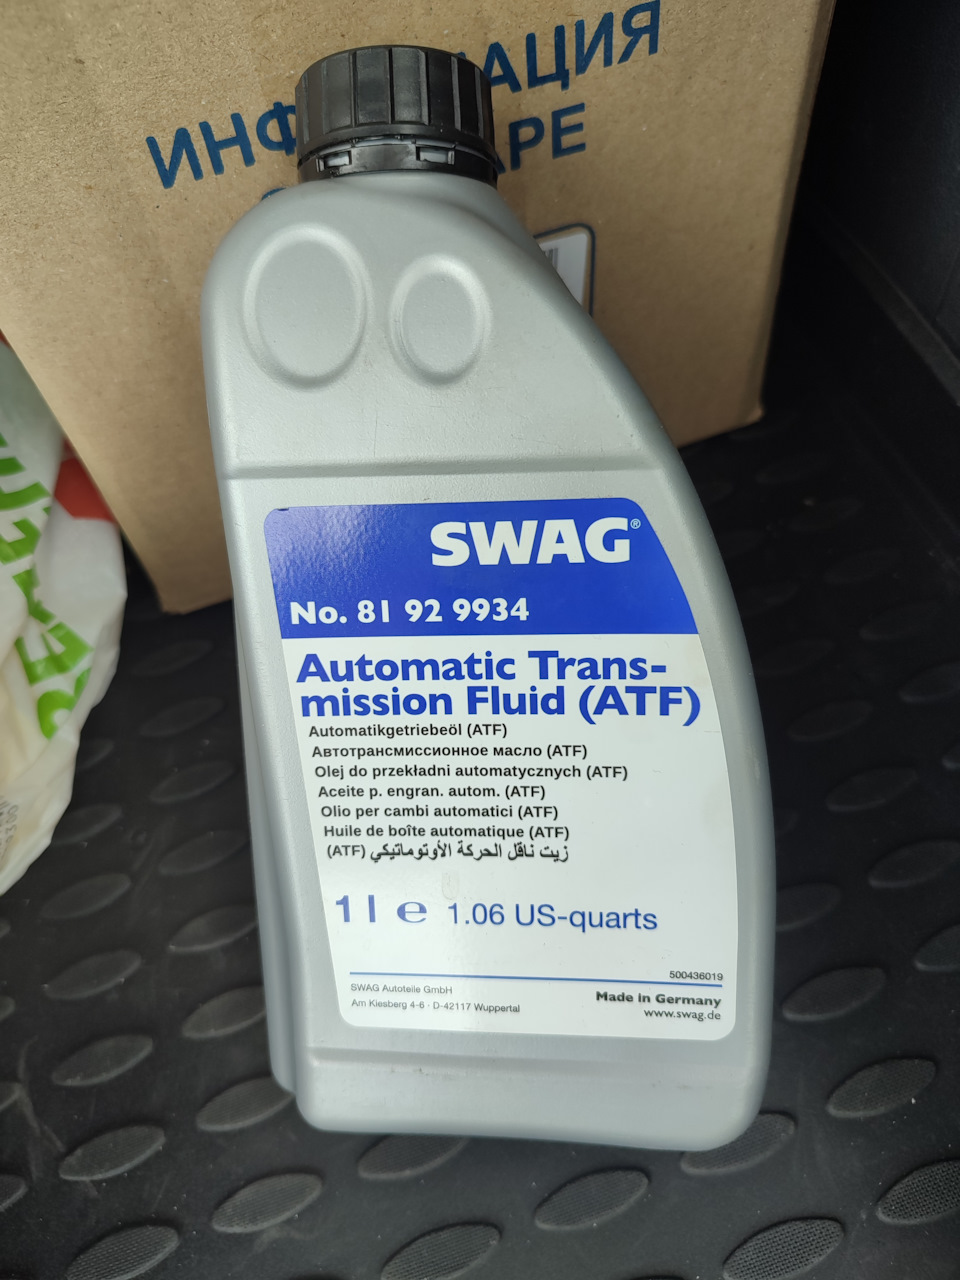 АЦИЯ
ИНФ
АРЕ
SWAG®
No. 81 92 9934
Automatic Trans-
mission Fluid (ATF)
Automatikgetriebeöl (ATF)
Автотрансмиссионное масло (ATF)
Olej do przekładni automatycznych (ATF)
Aceite p. engran. autom. (ATF)
Olio per cambi automatici (ATF)
Huile de boîte automatique (ATF)
زيت ناقل الحركة الأوتوماتيكي (ATF)
1 l e 1.06 US-quarts
500436019
SWAG Autoteile GmbH
Am Kiesberg 4-6 · D-42117 Wuppertal
Made in Germany
www.swag.de